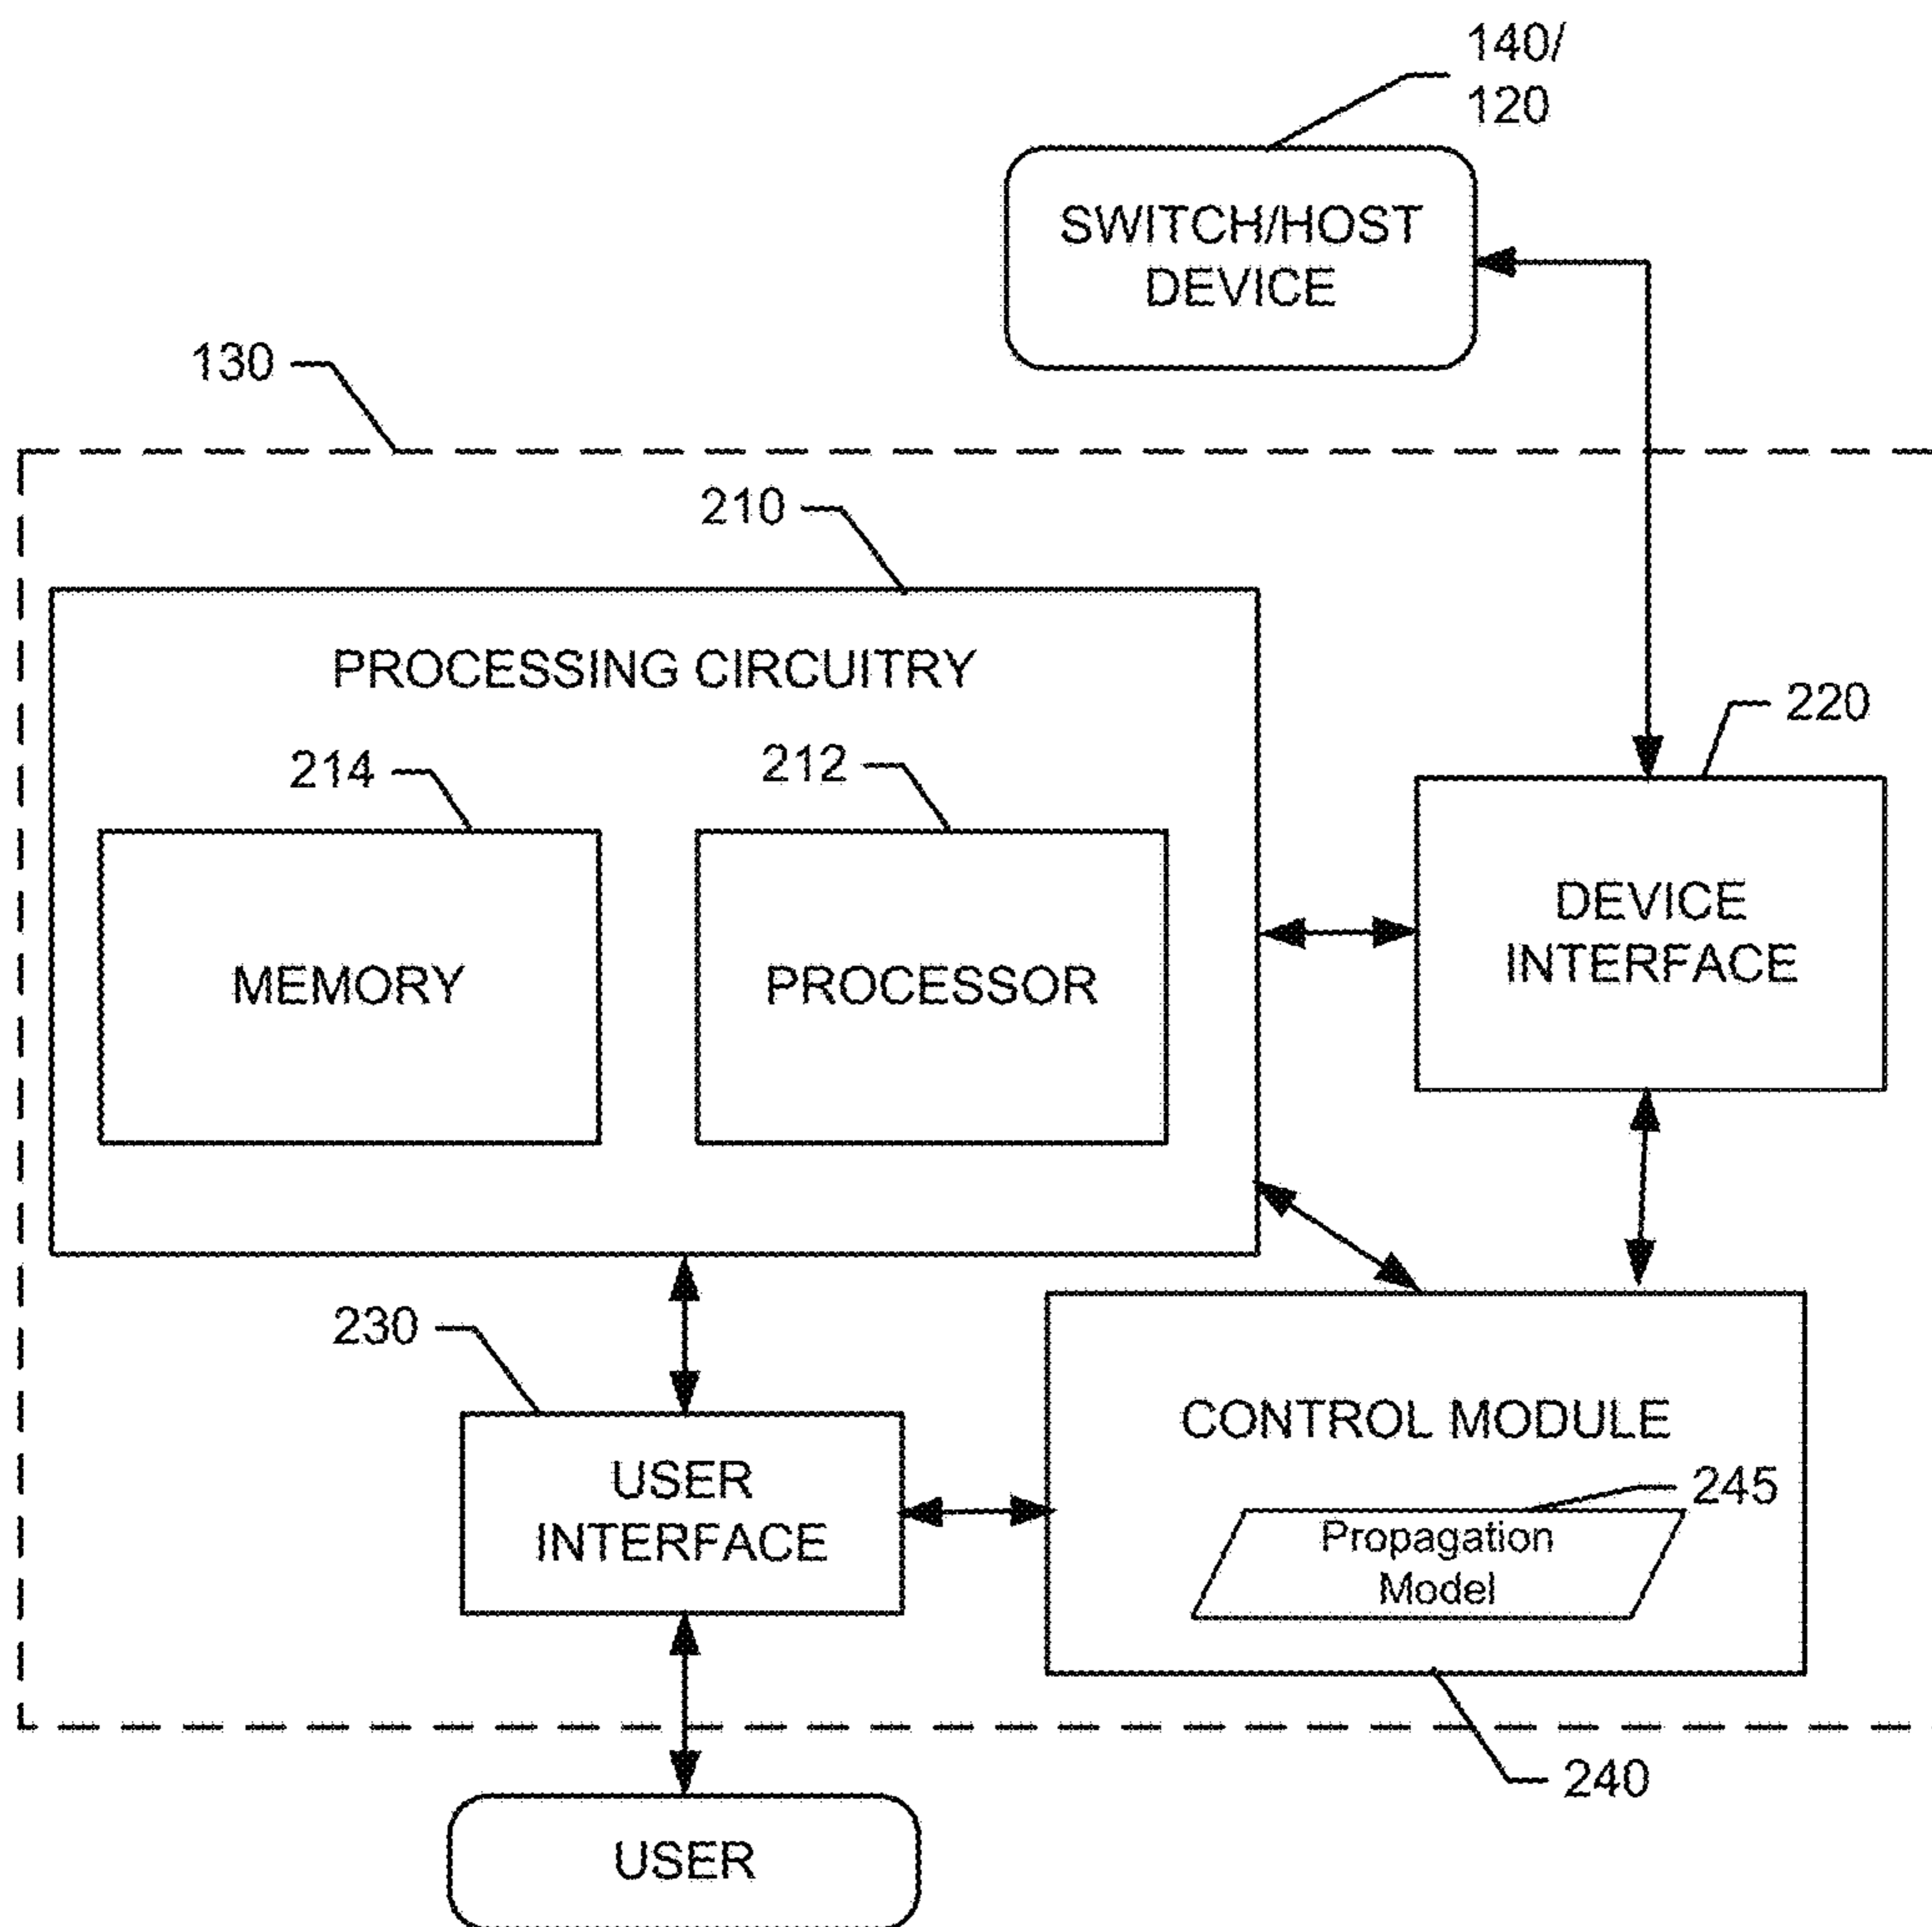 140/
120
SWITCH/HOST
DEVICE
130
210
PROCESSING CIRCUITRY
220
214
212
MEMORY
PROCESSOR
DEVICE
INTERFACE
230
CONTROL MODULE
245
Propagation
Model
USER
INTERFACE
240
USER